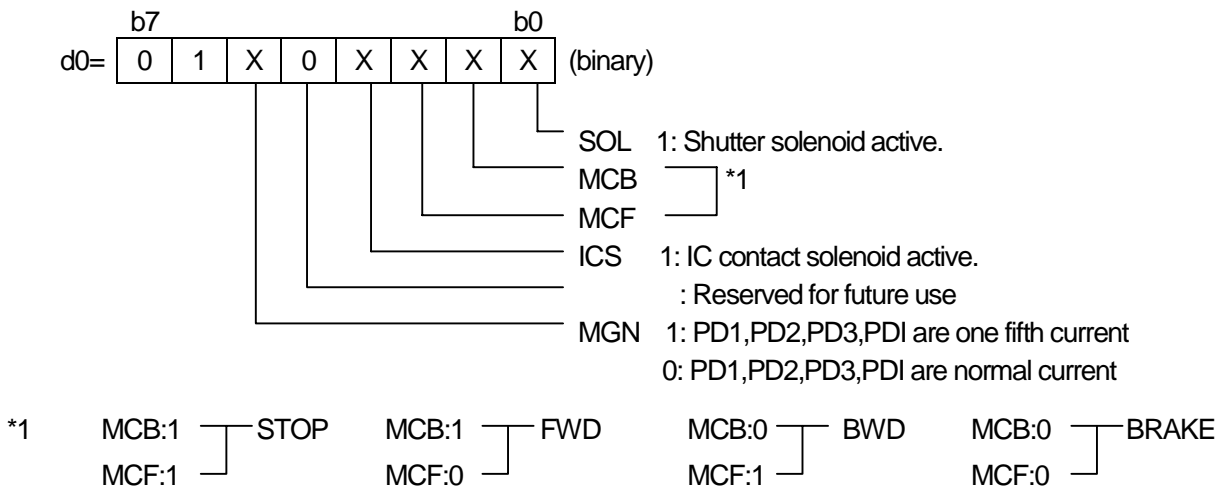 b7 b0
d0= 0 1 X 0 X X X X (binary)
SOL 1: Shutter solenoid active.
MCB *1
MCF
ICS 1: IC contact solenoid active.
: Reserved for future use
MGN 1: PD1,PD2,PD3,PDI are one fifth current
0: PD1,PD2,PD3,PDI are normal current
*1 MCB:1 STOP MCB:1 FWD MCB:0 BWD MCB:0 BRAKE
MCF:1 MCF:0 MCF:1 MCF:0